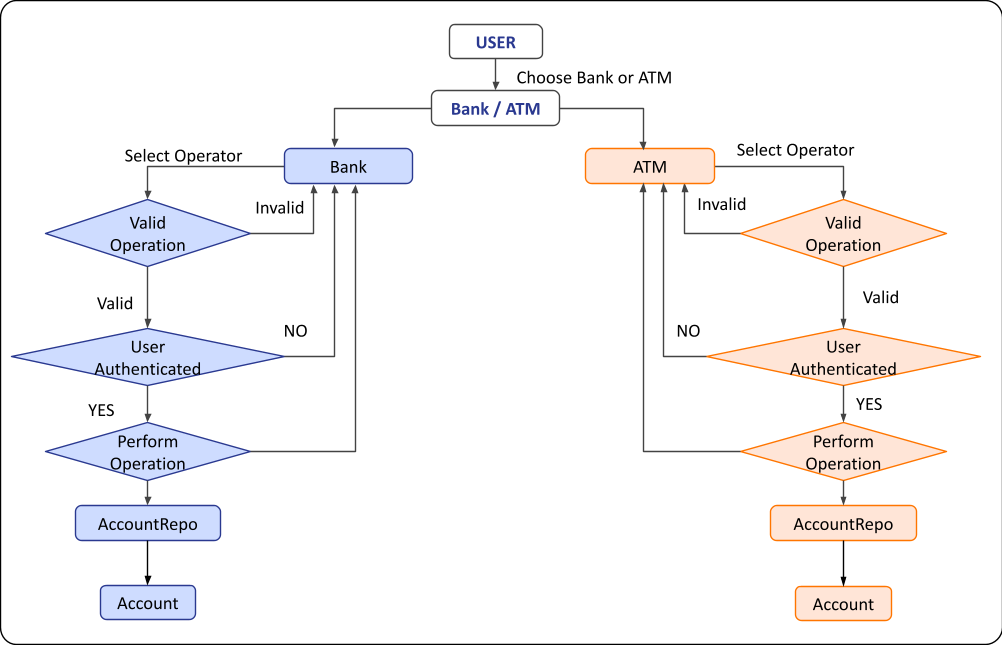 USER
Choose Bank or ATM
Bank / ATM
Select Operator
Bank
Invalid
Valid
Operation
Valid
NO
User
Authenticated
YES
Perform
Operation
AccountRepo
Account
ATM
Select Operator
Invalid
Valid
Operation
Valid
NO
User
Authenticated
YES
Perform
Operation
AccountRepo
Account